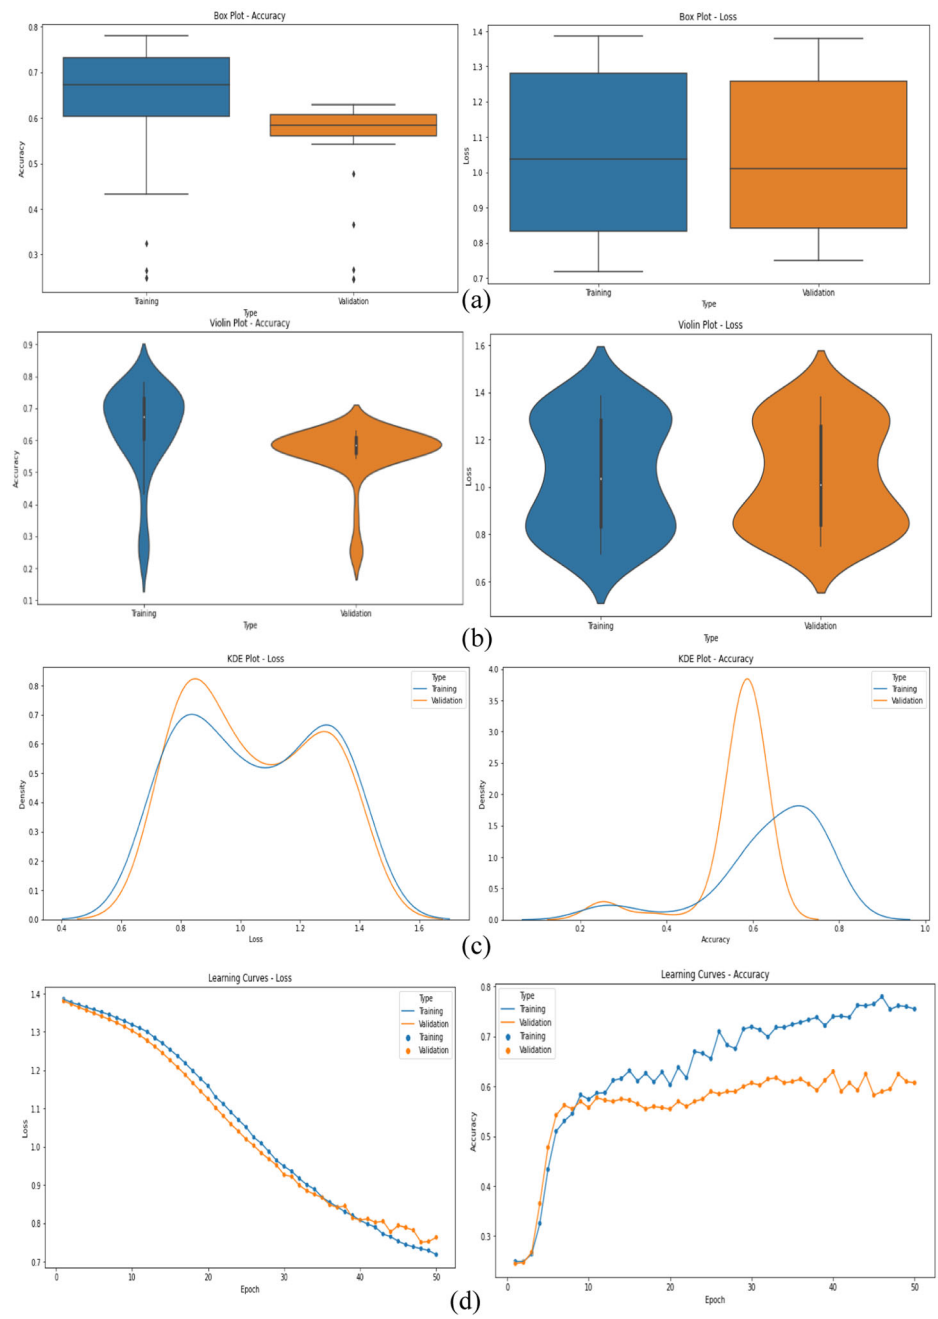 Box Plot - Accuracy
0.8
0.7
0.6
0.5
0.4
0.3
Accuracy
Training
Validation
Type
Box Plot - Loss
1.4
1.3
1.2
1.1
1.0
0.9
0.8
0.7
Loss
Training
Validation
Type
(a)
Violin Plot - Accuracy
0.9
0.8
0.7
0.6
0.5
0.4
0.3
0.2
0.1
Accuracy
Training
Validation
Type
Violin Plot - Loss
1.6
1.4
1.2
1.0
0.8
0.6
Loss
Training
Validation
Type
(b)
KDE Plot - Loss
Type
Training
Validation
0.8
0.7
0.6
0.5
0.4
0.3
0.2
0.1
0.0
Density
0.4
0.6
0.8
1.0
1.2
1.4
1.6
Loss
KDE Plot - Accuracy
Type
Training
Validation
4.0
3.5
3.0
2.5
2.0
1.5
1.0
0.5
0.0
Density
0.2
0.4
0.6
0.8
1.0
Accuracy
(c)
Learning Curves - Loss
Type
Training
Validation
Training
Validation
1.4
1.3
1.2
1.1
1.0
0.9
0.8
0.7
Loss
0
10
20
30
40
50
Epoch
Learning Curves - Accuracy
Type
Training
Validation
Training
Validation
0.8
0.7
0.6
0.5
0.4
0.3
Accuracy
0
10
20
30
40
50
Epoch
(d)